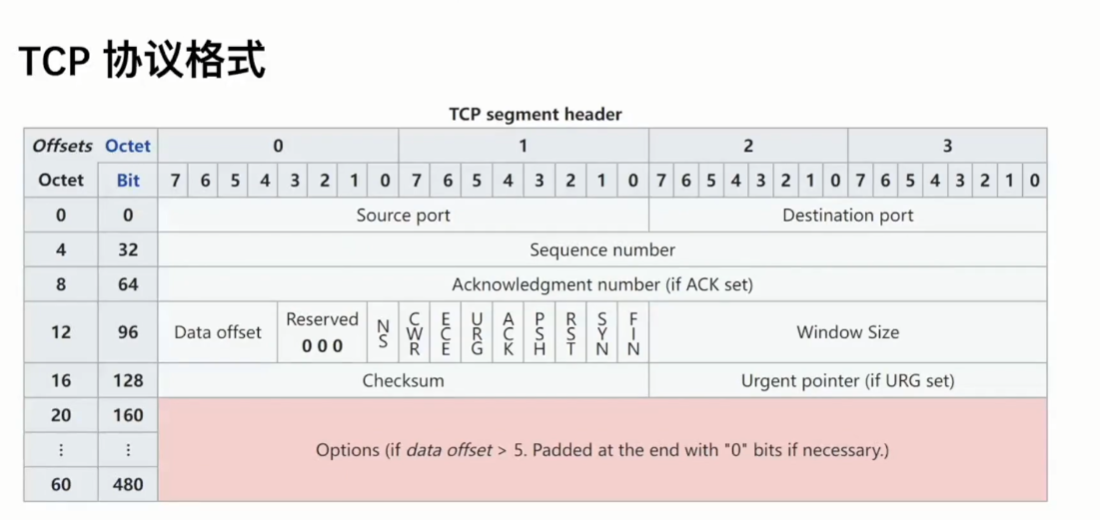 TCP 协议格式
TCP segment header
Offsets Octet 0 1 2 3
Octet Bit 7 6 5 4 3 2 1 0 7 6 5 4 3 2 1 0 7 6 5 4 3 2 1 0 7 6 5 4 3 2 1 0
0 0 Source port Destination port
4 32 Sequence number
8 64 Acknowledgment number (if ACK set)
12 96 Data offset Reserved 0 0 0 NS CWR ECE URG ACK PSH RST SYN FIN Window Size
16 128 Checksum Urgent pointer (if URG set)
20 160
⋮ ⋮ Options (if data offset > 5. Padded at the end with "0" bits if necessary.)
60 480